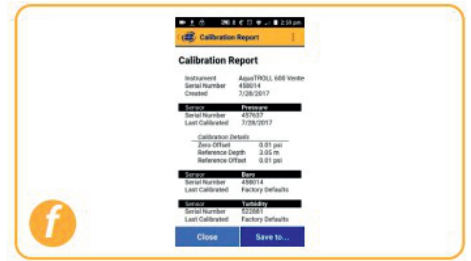 2:59 pm
Calibration Report
Calibration Report
Instrument AquaTROLL 600 Vente
Serial Number 458014
Created 7/28/2017
Sensor Pressure
Serial Number 457637
Last Calibrated 7/28/2017
Calibration Details
Zero Offset 0.01 psi
Reference Depth 3.05 m
Reference Offset 0.01 psi
Sensor Baro
Serial Number 458014
Last Calibrated Factory Defaults
Sensor Turbidity
Serial Number 522881
Last Calibrated Factory Defaults
Close Save to...
f